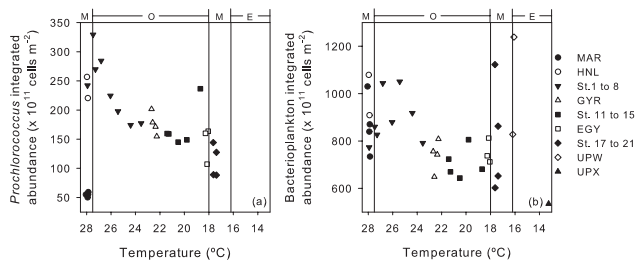 M O M E
M O M E
350
300
250
200
150
100
50
Prochlorococcus integrated
abundance (x 10¹¹ cells m⁻²)
(a)
28 26 24 22 20 18 16 14
Temperature (ºC)
1200
1000
800
600
Bacterioplankton integrated
abundance (x 10¹¹ cells m⁻²)
(b)
28 26 24 22 20 18 16 14
Temperature (ºC)
MAR
HNL
St.1 to 8
GYR
St. 11 to 15
EGY
St. 17 to 21
UPW
UPX